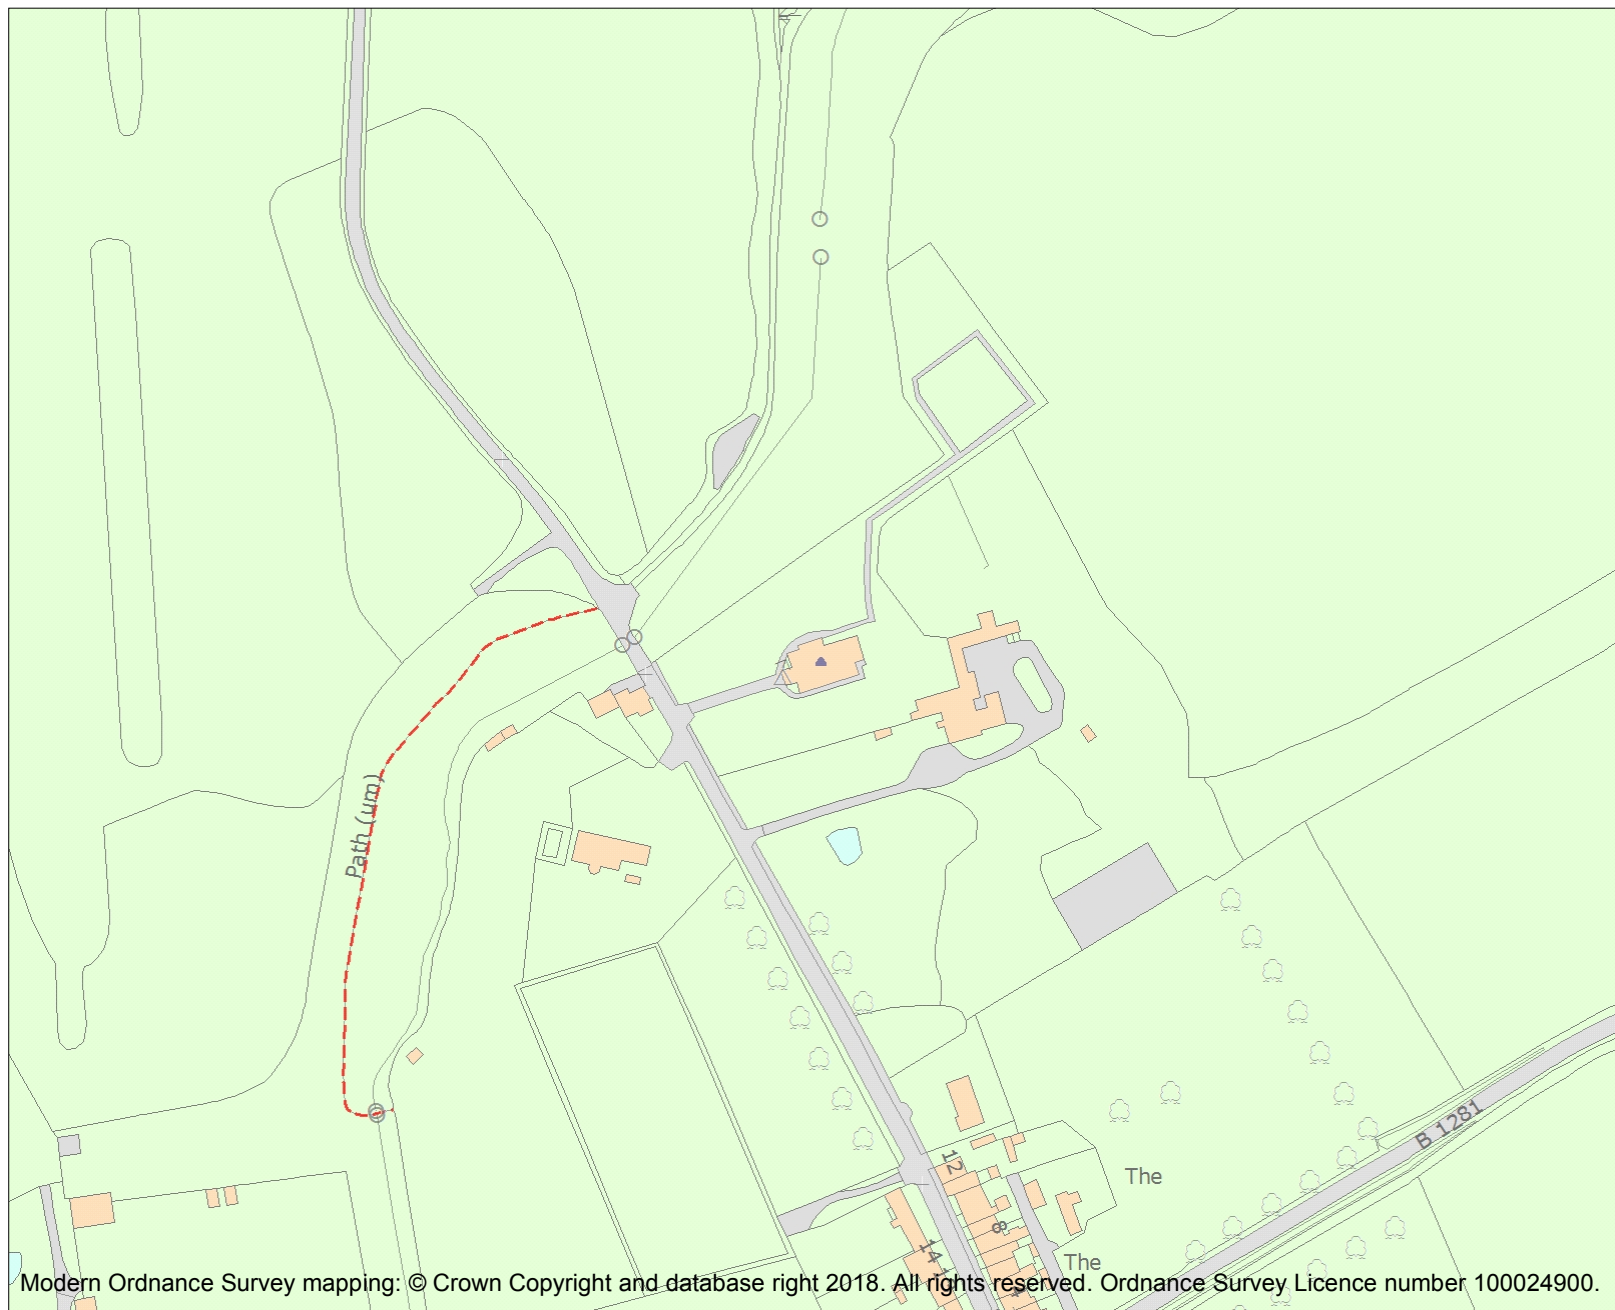 Path (um)
B 1281
12
The
8
14
The
Modern Ordnance Survey mapping: © Crown Copyright and database right 2018. All rights reserved. Ordnance Survey Licence number 100024900.